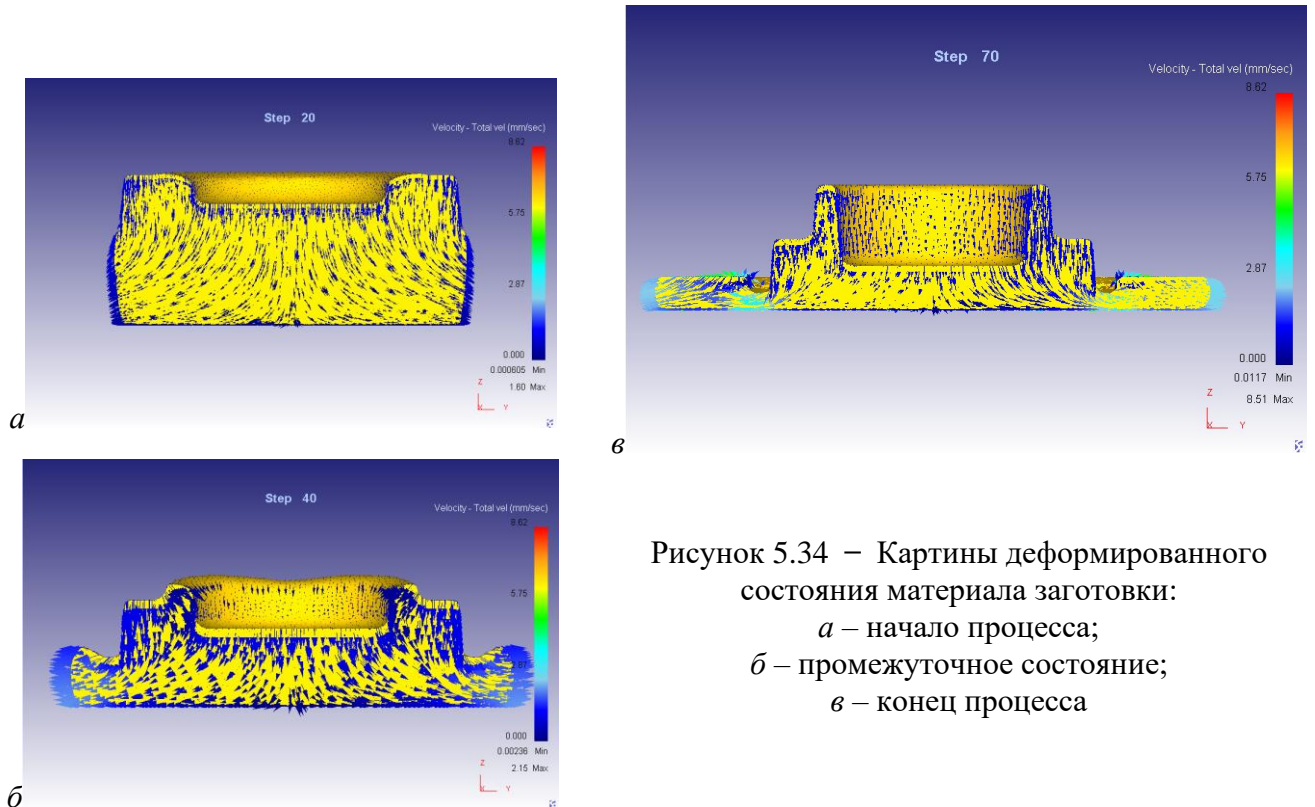 Step 20
Velocity - Total vel (mm/sec)
8.62
5.75
2.87
0.000
0.000605 Min
1.60 Max
Z
X Y
а
Step 70
Velocity - Total vel (mm/sec)
8.62
5.75
2.87
0.000
0.0117 Min
8.51 Max
Z
X Y
в
Step 40
Velocity - Total vel (mm/sec)
8.62
5.75
2.87
0.000
0.00236 Min
2.15 Max
Z
X Y
б
Рисунок 5.34 – Картины деформированного
состояния материала заготовки:
а – начало процесса;
б – промежуточное состояние;
в – конец процесса